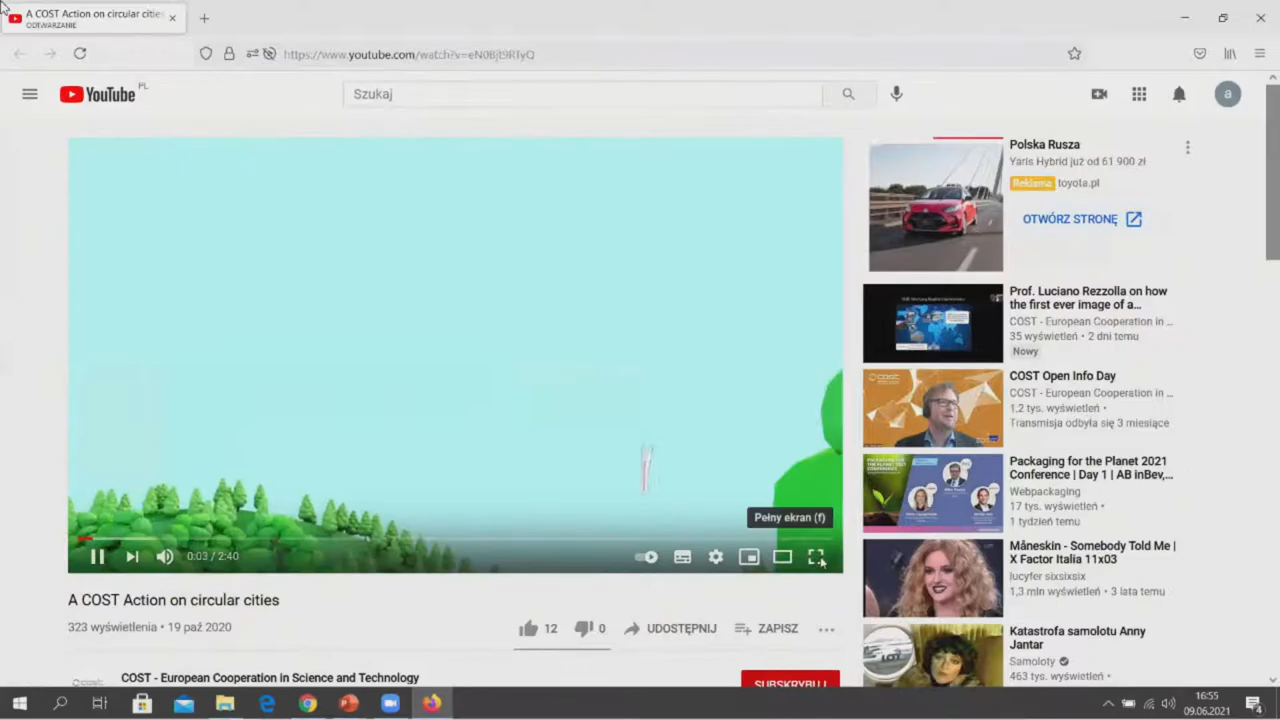 A COST Action on circular cities
ODTWARZANIE
https://www.youtube.com/watch?v=eN0Bjt9RTyQ
YouTube PL
Szukaj
a
Polska Rusza
Yaris Hybrid już od 61 900 zł
Reklama toyota.pl
OTWÓRZ STRONĘ
Prof. Luciano Rezzolla on how
the first ever image of a...
COST - European Cooperation in ...
35 wyświetleń • 2 dni temu
Nowy
COST Open Info Day
COST - European Cooperation in ...
1,2 tys. wyświetleń •
Transmisja odbyła się 3 miesiące
Packaging for the Planet 2021
Conference | Day 1 | AB inBev,...
Webpackaging
17 tys. wyświetleń •
1 tydzień temu
Måneskin - Somebody Told Me |
X Factor Italia 11x03
lucyfer sixsixsix
1,3 mln wyświetleń • 3 lata temu
Katastrofa samolotu Anny
Jantar
Samoloty
463 tys. wyświetleń •
Pełny ekran (f)
0:03 / 2:40
A COST Action on circular cities
323 wyświetlenia • 19 paź 2020
12
0
UDOSTĘPNIJ
ZAPISZ
COST - European Cooperation in Science and Technology
SUBSKRYBUJ
16:55
09.06.2021
4